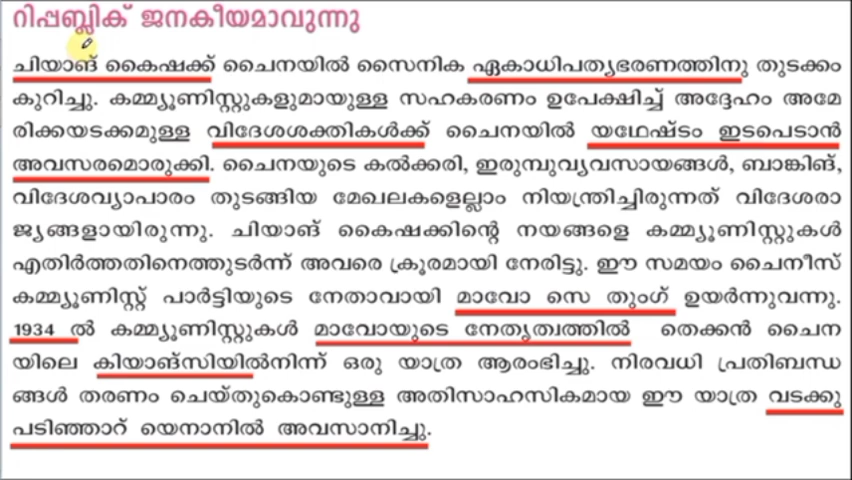 റിപ്പബ്ലിക് ജനകീയമാവുന്നു
ചിയാങ് കൈഷക്ക് ചൈനയിൽ സൈനിക ഏകാധിപത്യഭരണത്തിനു തുടക്കം
കുറിച്ചു. കമ്മ്യൂണിസ്റ്റുകളുമായുള്ള സഹകരണം ഉപേക്ഷിച്ച് അദ്ദേഹം അമേ
രിക്കയടക്കമുള്ള വിദേശശക്തികൾക്ക് ചൈനയിൽ യഥേഷ്ടം ഇടപെടാൻ
അവസരമൊരുക്കി. ചൈനയുടെ കൽക്കരി, ഇരുമ്പുവ്യവസായങ്ങൾ, ബാങ്കിങ്,
വിദേശവ്യാപാരം തുടങ്ങിയ മേഖലകളെല്ലാം നിയന്ത്രിച്ചിരുന്നത് വിദേശരാ
ജ്യങ്ങളായിരുന്നു. ചിയാങ് കൈഷക്കിന്റെ നയങ്ങളെ കമ്മ്യൂണിസ്റ്റുകൾ
എതിർത്തതിനെത്തുടർന്ന് അവരെ ക്രൂരമായി നേരിട്ടു. ഈ സമയം ചൈനീസ്
കമ്മ്യൂണിസ്റ്റ് പാർട്ടിയുടെ നേതാവായി മാവോ സെ തുംഗ് ഉയർന്നുവന്നു.
1934 ൽ കമ്മ്യൂണിസ്റ്റുകൾ മാവോയുടെ നേതൃത്വത്തിൽ തെക്കൻ ചൈന
യിലെ കിയാങ്സിയിൽനിന്ന് ഒരു യാത്ര ആരംഭിച്ചു. നിരവധി പ്രതിബന്ധ
ങ്ങൾ തരണം ചെയ്തുകൊണ്ടുള്ള അതിസാഹസികമായ ഈ യാത്ര വടക്കു
പടിഞ്ഞാറ് യെനാനിൽ അവസാനിച്ചു.